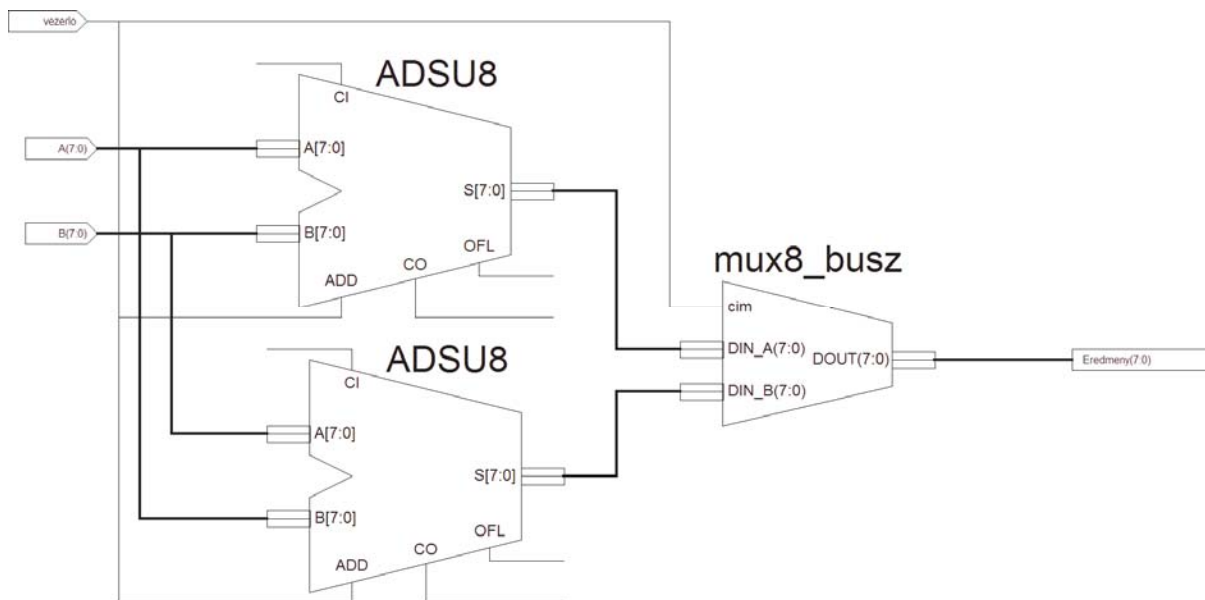 vezerlo
ADSU8
CI
A(7:0)
A[7:0]
S[7:0]
B(7:0)
B[7:0]
OFL
CO
ADD
mux8_busz
cim
DIN_A(7:0)
DOUT(7:0)
Eredmeny(7:0)
DIN_B(7:0)
ADSU8
CI
A[7:0]
S[7:0]
B[7:0]
OFL
CO
ADD